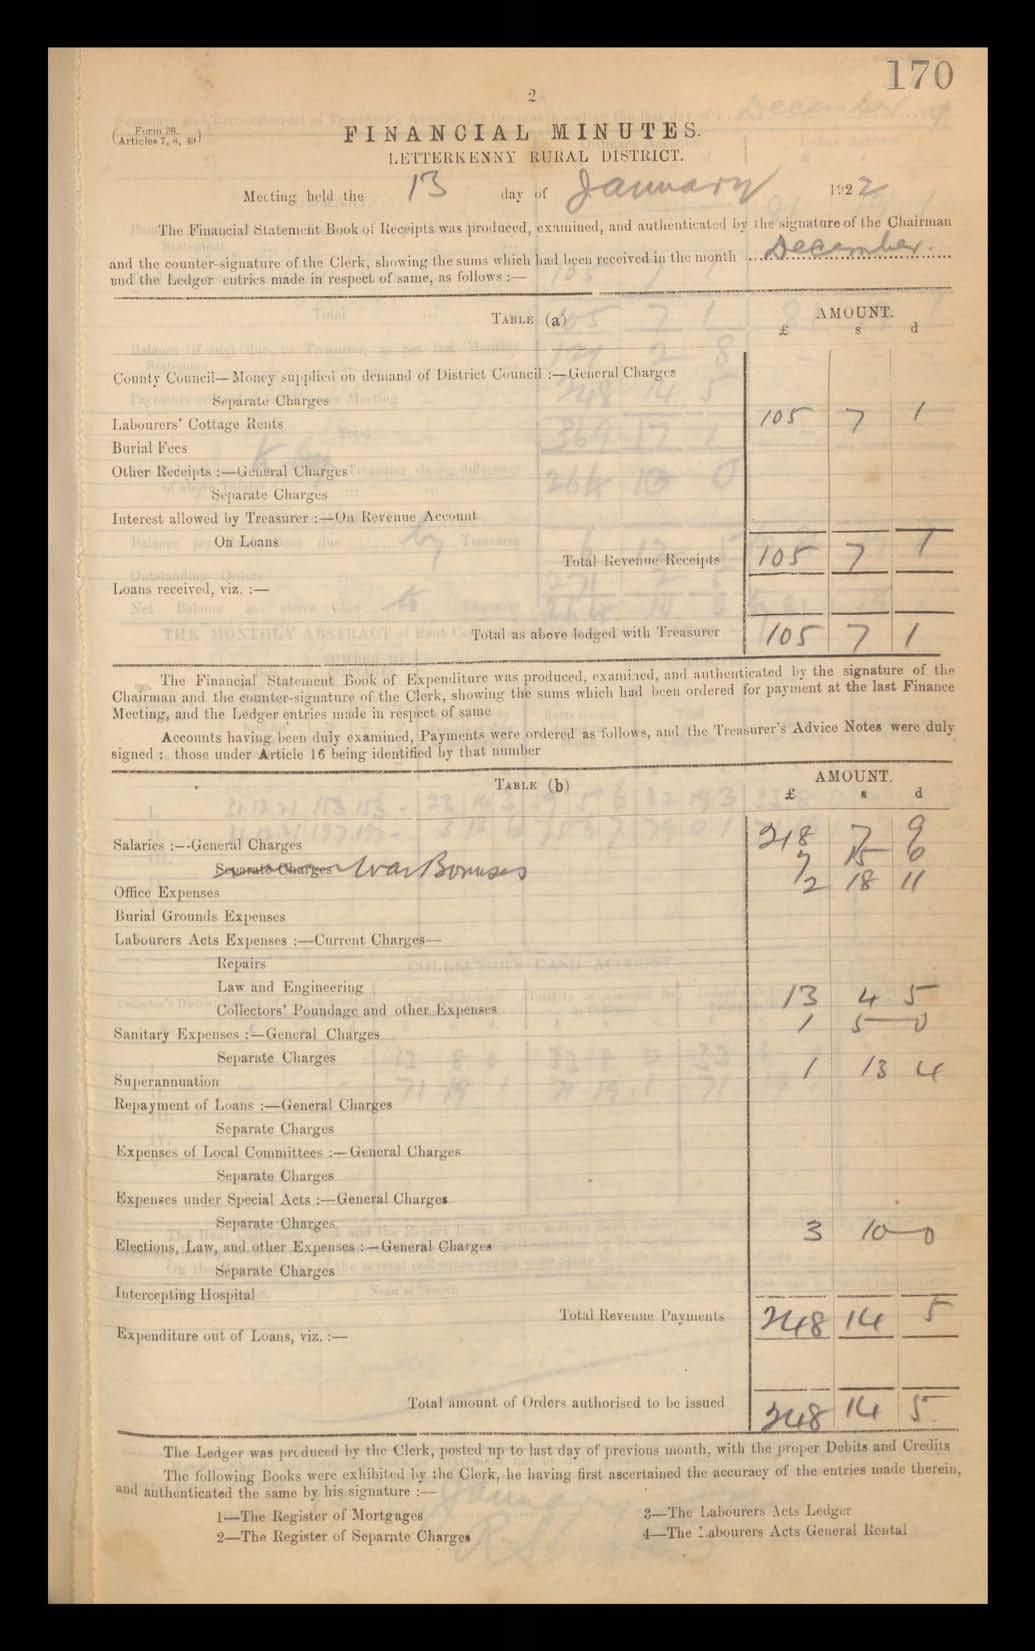 170
2
(Form 26. Articles 7, 8, 49)
FINANCIAL MINUTES.
LETTERKENNY RURAL DISTRICT.
Meeting held the 13 day of January 1922
The Financial Statement Book of Receipts was produced, examined, and authenticated by the signature of the Chairman
and the counter-signature of the Clerk, showing the sums which had been received in the month December.
und the Ledger entries made in respect of same, as follows :—
TABLE (a) AMOUNT.
£ s d
County Council—Money supplied on demand of District Council :—General Charges
Separate Charges
Labourers' Cottage Rents 105 7 1
Burial Fees
Other Receipts :—General Charges
Separate Charges
Interest allowed by Treasurer :—On Revenue Account
On Loans
Total Revenue Receipts 105 7 1
Loans received, viz. :—
Total as above lodged with Treasurer 105 7 1
The Financial Statement Book of Expenditure was produced, examined, and authenticated by the signature of the
Chairman and the counter-signature of the Clerk, showing the sums which had been ordered for payment at the last Finance
Meeting, and the Ledger entries made in respect of same
Accounts having been duly examined, Payments were ordered as follows, and the Treasurer's Advice Notes were duly
signed : those under Article 16 being identified by that number
TABLE (b) AMOUNT.
£ s d
Salaries :—General Charges 218 7 9
Separate Charges War Bonuses 7 15 6
Office Expenses 2 18 11
Burial Grounds Expenses
Labourers Acts Expenses :—Current Charges—
Repairs
Law and Engineering
Collectors' Poundage and other Expenses 13 4 5
Sanitary Expenses :—General Charges 1 5 0
Separate Charges
Superannuation 1 13 4
Repayment of Loans :—General Charges
Separate Charges
Expenses of Local Committees :—General Charges
Separate Charges
Expenses under Special Acts :—General Charges
Separate Charges
Elections, Law, and other Expenses :—General Charges 3 10 0
Separate Charges
Intercepting Hospital
Total Revenue Payments 248 14 5
Expenditure out of Loans, viz. :—
Total amount of Orders authorised to be issued 248 14 5
The Ledger was produced by the Clerk, posted up to last day of previous month, with the proper Debits and Credits
The following Books were exhibited by the Clerk, he having first ascertained the accuracy of the entries made therein,
and authenticated the same by his signature :—
1—The Register of Mortgages 3—The Labourers Acts Ledger
2—The Register of Separate Charges 4—The Labourers Acts General Rental